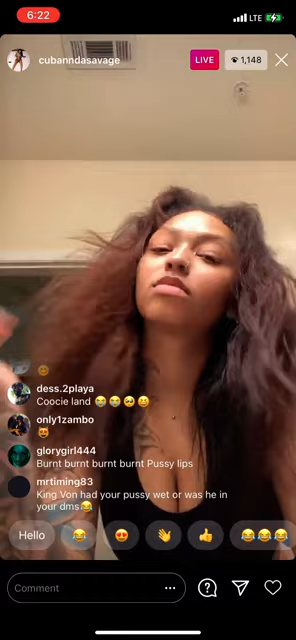 6:22
LTE
cubanndasavage
LIVE
1,148
dess.2playa
Coocie land 😭😭🥺😬
only1zambo
😻
glorygirl444
Burnt burnt burnt burnt Pussy lips
mrtiming83
King Von had your pussy wet or was he in
your dms😂
Hello 😂 😍 👋 👍 😂😂😂
Comment